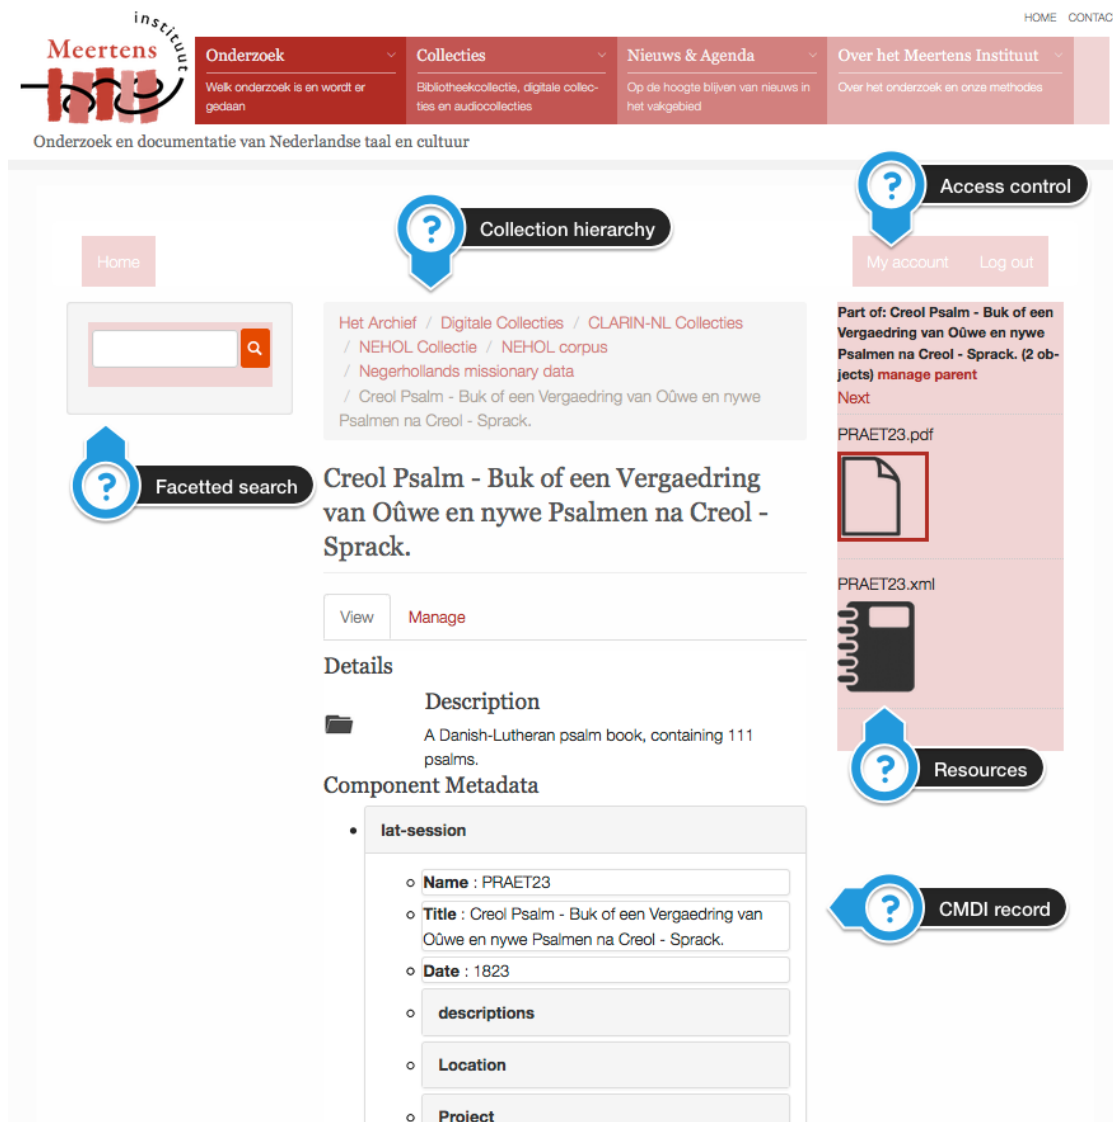 HOME CONTAC
instituut
Meertens
Onderzoek
Welk onderzoek is en wordt er
gedaan
Collecties
Bibliotheekcollectie, digitale collec-
ties en audiocollecties
Nieuws & Agenda
Op de hoogte blijven van nieuws in
het vakgebied
Over het Meertens Instituut
Over het onderzoek en onze methodes
Onderzoek en documentatie van Nederlandse taal en cultuur
? Access control
? Collection hierarchy
Home
My account Log out
Het Archief / Digitale Collecties / CLARIN-NL Collecties
/ NEHOL Collectie / NEHOL corpus
/ Negerhollands missionary data
/ Creol Psalm - Buk of een Vergaedring van Oûwe en nywe
Psalmen na Creol - Sprack.
Part of: Creol Psalm - Buk of een
Vergaedring van Oûwe en nywe
Psalmen na Creol - Sprack. (2 ob-
jects) manage parent
Next
PRAET23.pdf
? Facetted search
Creol Psalm - Buk of een Vergaedring
van Oûwe en nywe Psalmen na Creol -
Sprack.
View Manage
PRAET23.xml
Details
Description
A Danish-Lutheran psalm book, containing 111
psalms.
? Resources
Component Metadata
lat-session
Name : PRAET23
Title : Creol Psalm - Buk of een Vergaedring van
Oûwe en nywe Psalmen na Creol - Sprack.
? CMDI record
Date : 1823
descriptions
Location
Project